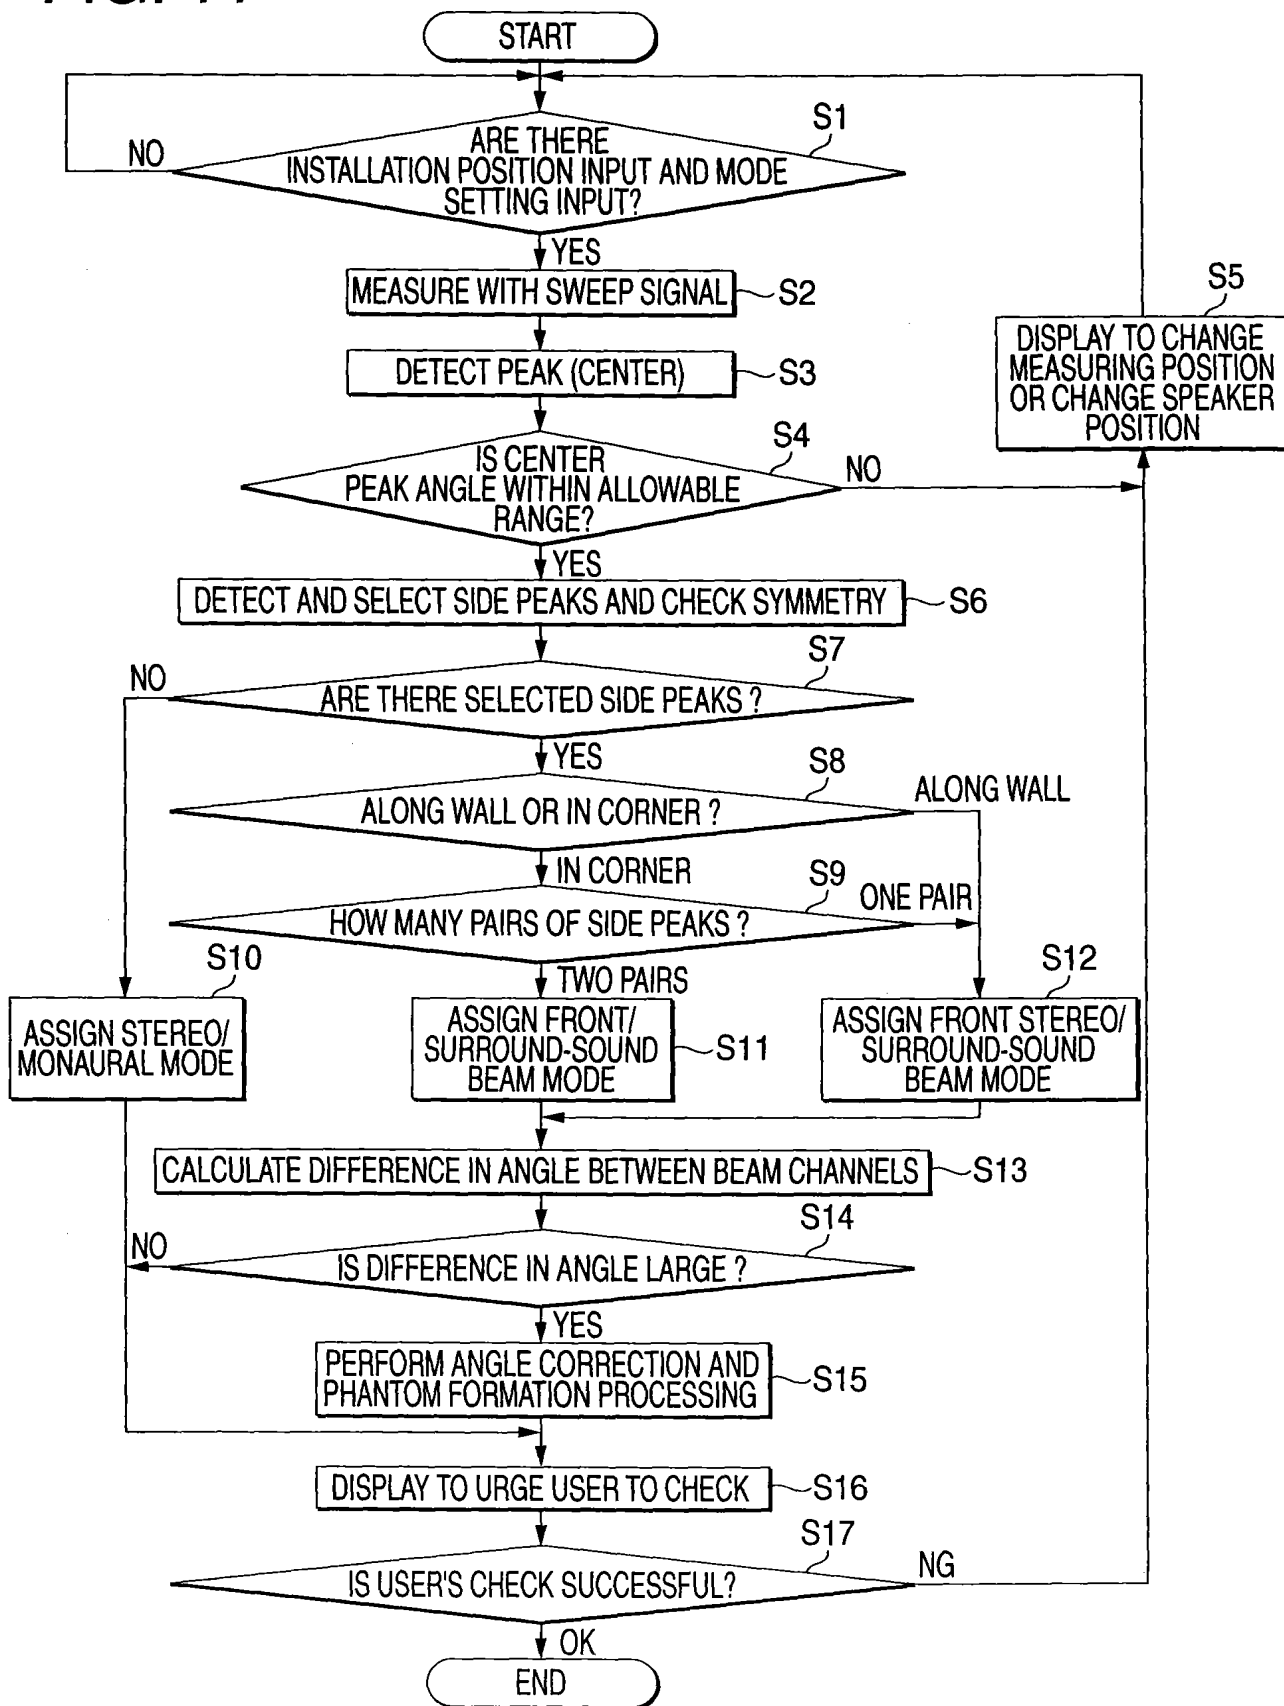 START
S1
ARE THERE
INSTALLATION POSITION INPUT AND MODE
SETTING INPUT?
NO
YES
MEASURE WITH SWEEP SIGNAL
S2
S5
DISPLAY TO CHANGE
MEASURING POSITION
OR CHANGE SPEAKER
POSITION
DETECT PEAK (CENTER)
S3
S4
IS CENTER
PEAK ANGLE WITHIN ALLOWABLE
RANGE?
NO
YES
DETECT AND SELECT SIDE PEAKS AND CHECK SYMMETRY
S6
S7
NO
ARE THERE SELECTED SIDE PEAKS ?
YES
S8
ALONG WALL OR IN CORNER ?
ALONG WALL
IN CORNER
S9
HOW MANY PAIRS OF SIDE PEAKS ?
ONE PAIR
TWO PAIRS
S10
ASSIGN STEREO/
MONAURAL MODE
ASSIGN FRONT/
SURROUND-SOUND
BEAM MODE
S11
S12
ASSIGN FRONT STEREO/
SURROUND-SOUND
BEAM MODE
CALCULATE DIFFERENCE IN ANGLE BETWEEN BEAM CHANNELS
S13
S14
NO
IS DIFFERENCE IN ANGLE LARGE ?
YES
PERFORM ANGLE CORRECTION AND
PHANTOM FORMATION PROCESSING
S15
DISPLAY TO URGE USER TO CHECK
S16
S17
IS USER'S CHECK SUCCESSFUL?
NG
OK
END